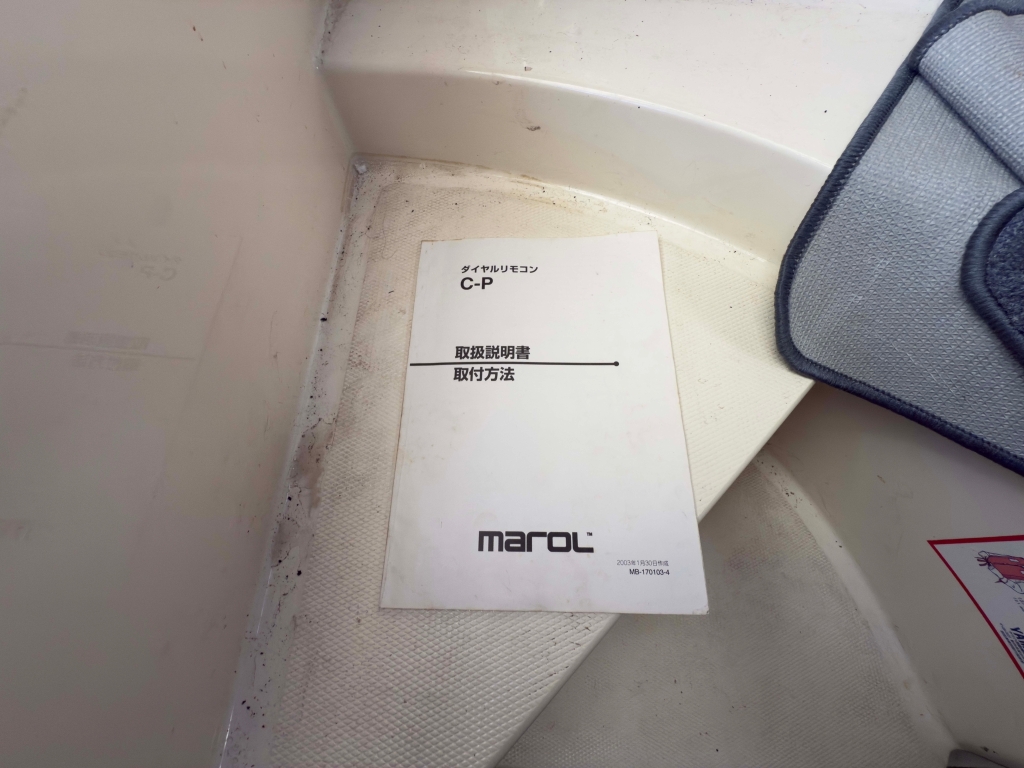 ダイヤルリモコン
C-P
取扱説明書
取付方法
marol™
2003年1月30日作成
MB-170103-4